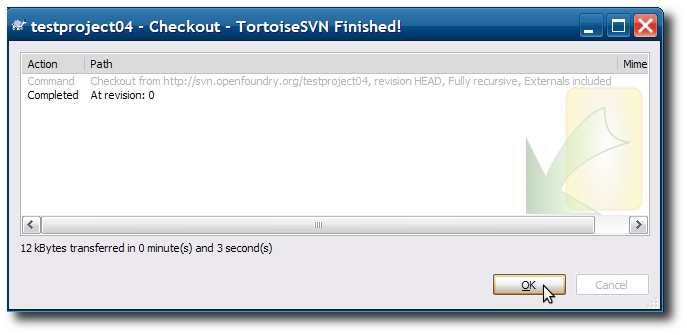 testproject04 - Checkout - TortoiseSVN Finished!
Action Path Mime
Command Checkout from http://svn.openfoundry.org/testproject04, revision HEAD, Fully recursive, Externals included
Completed At revision: 0
12 kBytes transferred in 0 minute(s) and 3 second(s)
OK Cancel